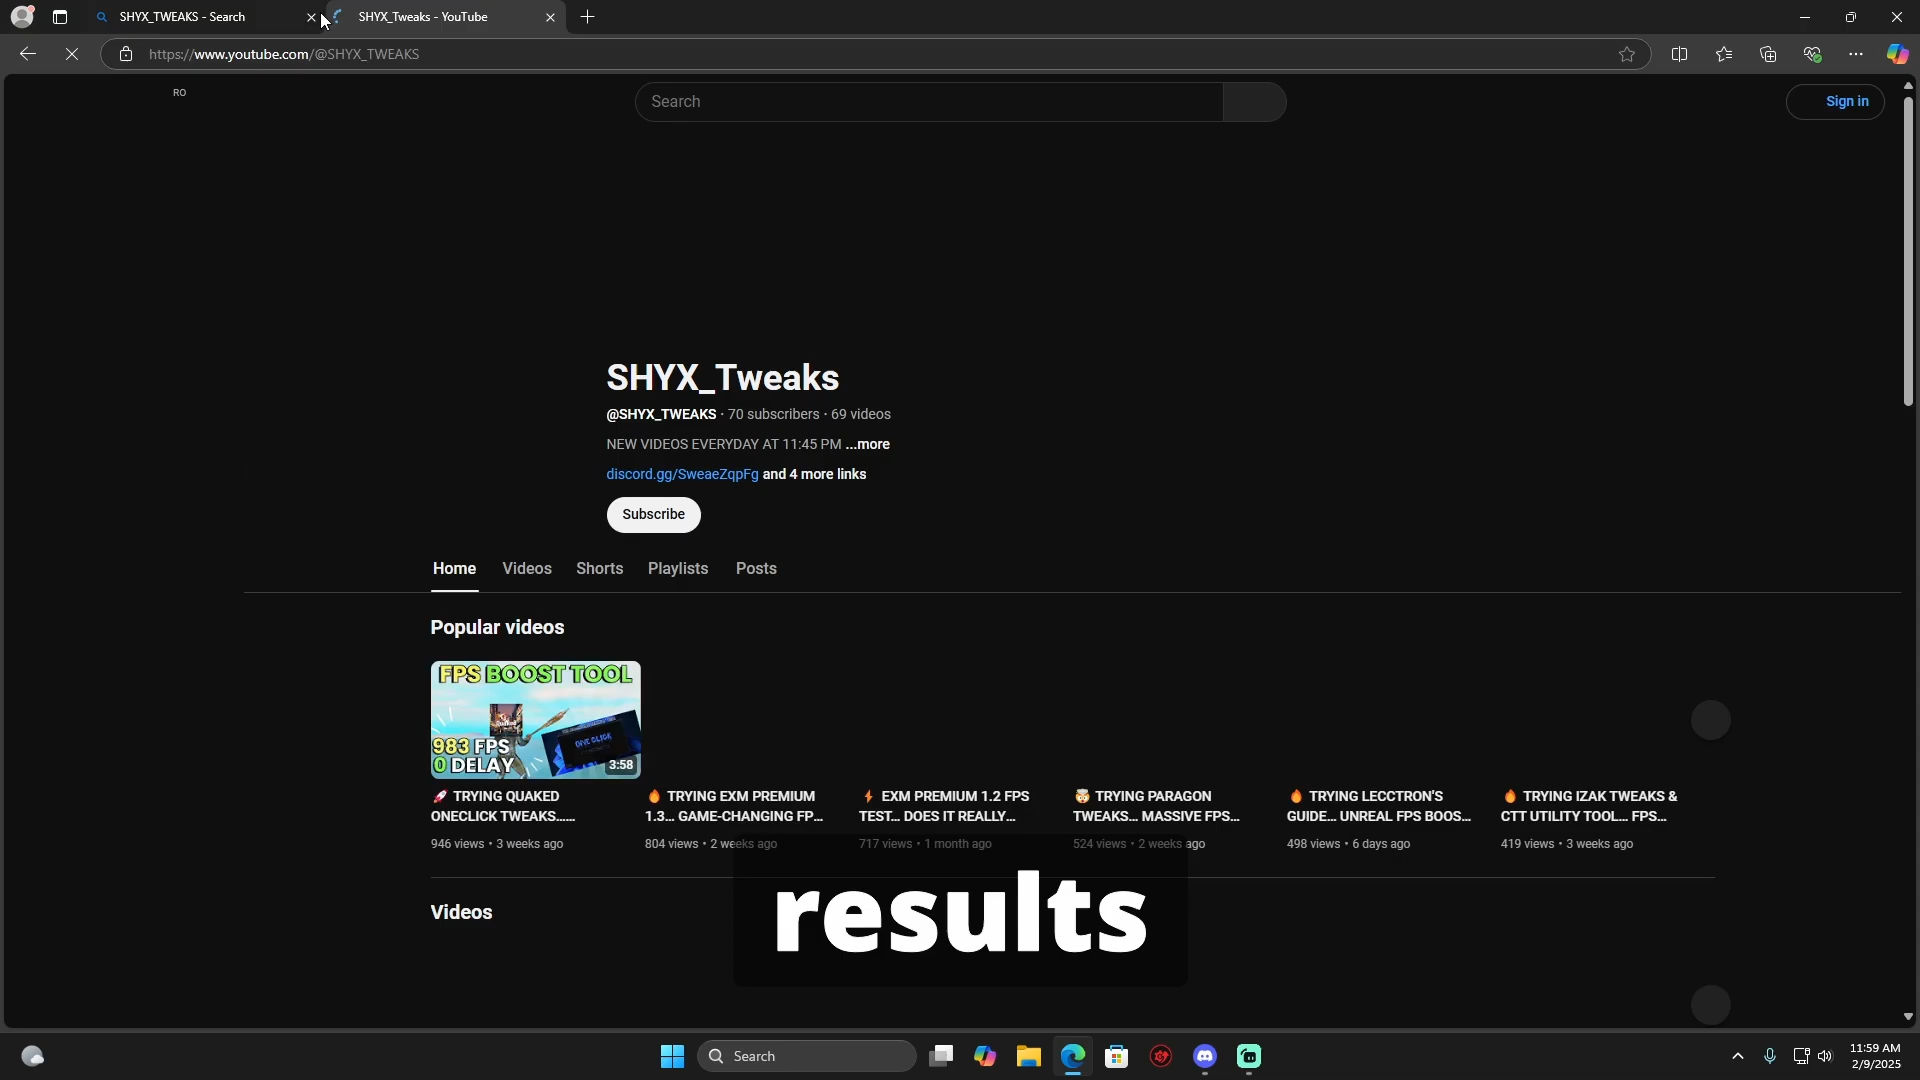 SHYX_TWEAKS - Search
SHYX_Tweaks - YouTube
https://www.youtube.com/@SHYX_TWEAKS
RO
Search
Sign in
SHYX_Tweaks
@SHYX_TWEAKS · 70 subscribers · 69 videos
NEW VIDEOS EVERYDAY AT 11:45 PM ...more
discord.gg/SweaeZqpFg and 4 more links
Subscribe
Home Videos Shorts Playlists Posts
Popular videos
FPS BOOST TOOL
983 FPS
0 DELAY
3:58
TRYING QUAKED
ONECLICK TWEAKS......
946 views • 3 weeks ago
TRYING EXM PREMIUM
1.3... GAME-CHANGING FP...
804 views • 2 weeks ago
EXM PREMIUM 1.2 FPS
TEST... DOES IT REALLY...
717 views • 1 month ago
TRYING PARAGON
TWEAKS... MASSIVE FPS...
524 views • 2 weeks ago
TRYING LECCTRON'S
GUIDE... UNREAL FPS BOOS...
498 views • 6 days ago
TRYING IZAK TWEAKS &
CTT UTILITY TOOL... FPS...
419 views • 3 weeks ago
Videos
results
Search
11:59 AM
2/9/2025